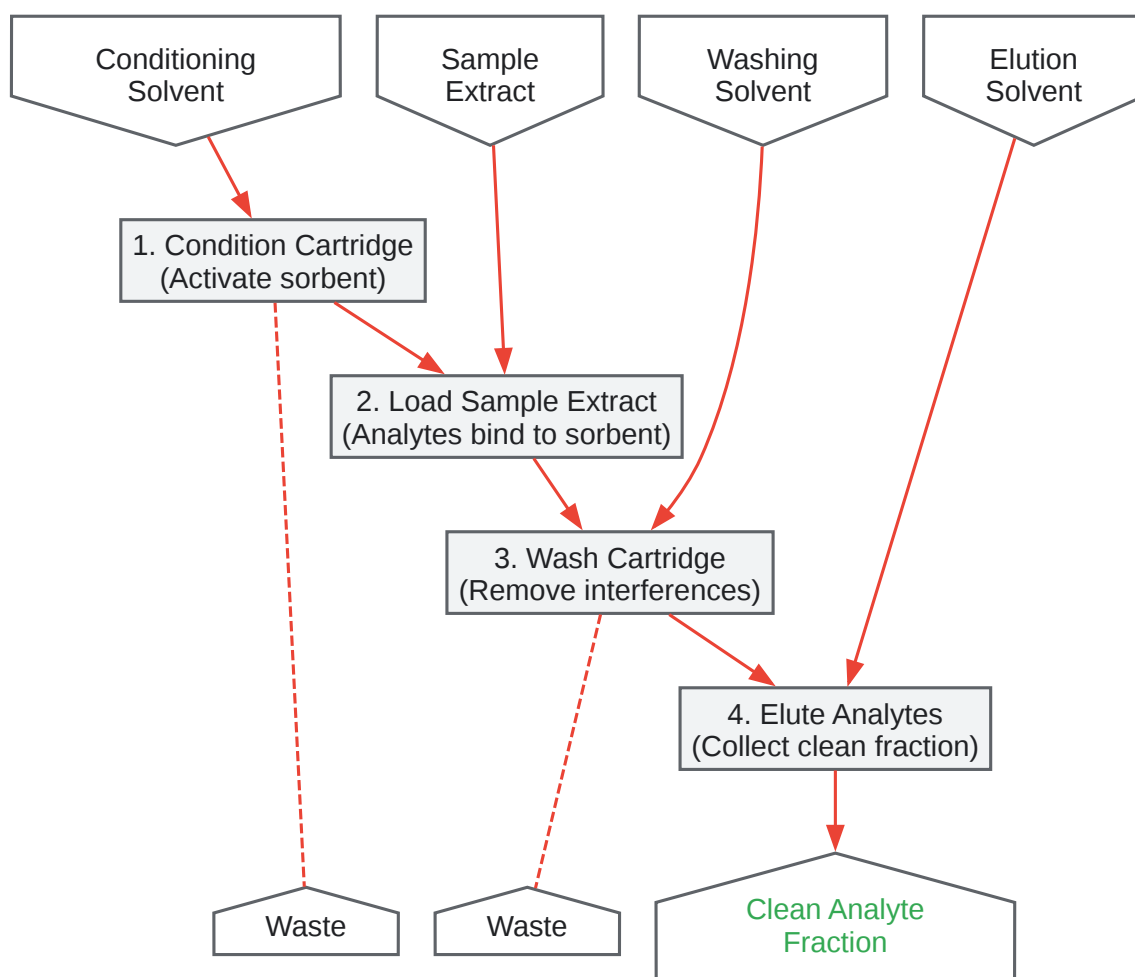 Conditioning
Solvent
Sample
Extract
Washing
Solvent
Elution
Solvent
1. Condition Cartridge
(Activate sorbent)
2. Load Sample Extract
(Analytes bind to sorbent)
3. Wash Cartridge
(Remove interferences)
4. Elute Analytes
(Collect clean fraction)
Waste
Waste
Clean Analyte
Fraction